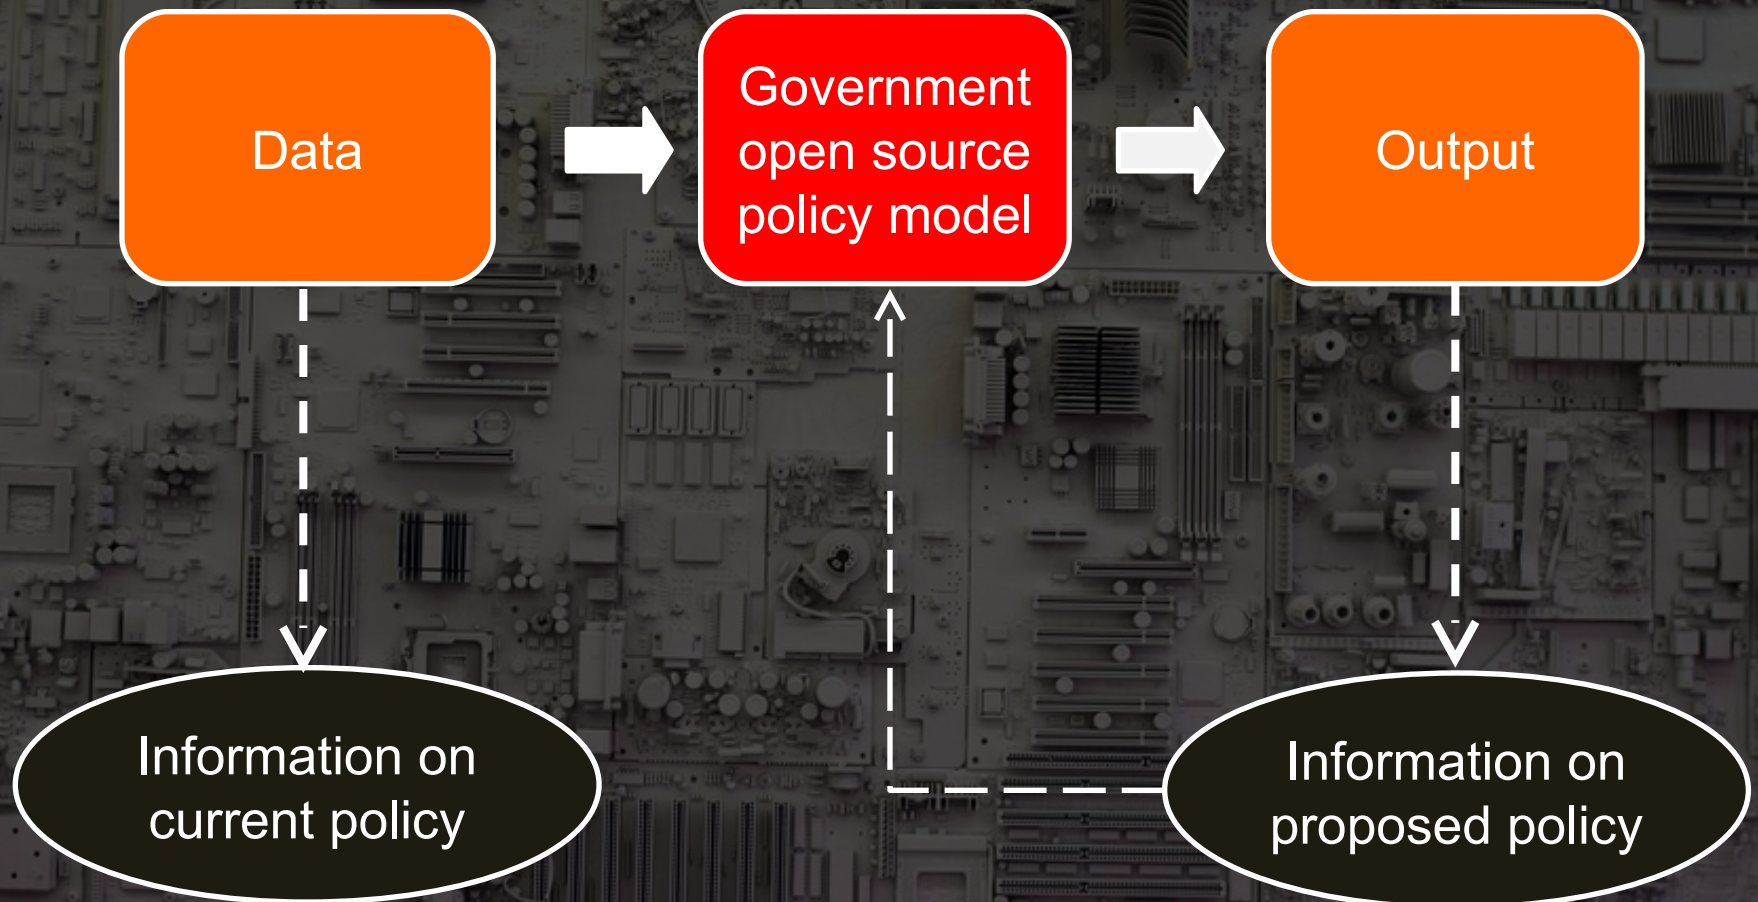 Data
Government
open source
policy model
Output
Information on
current policy
Information on
proposed policy